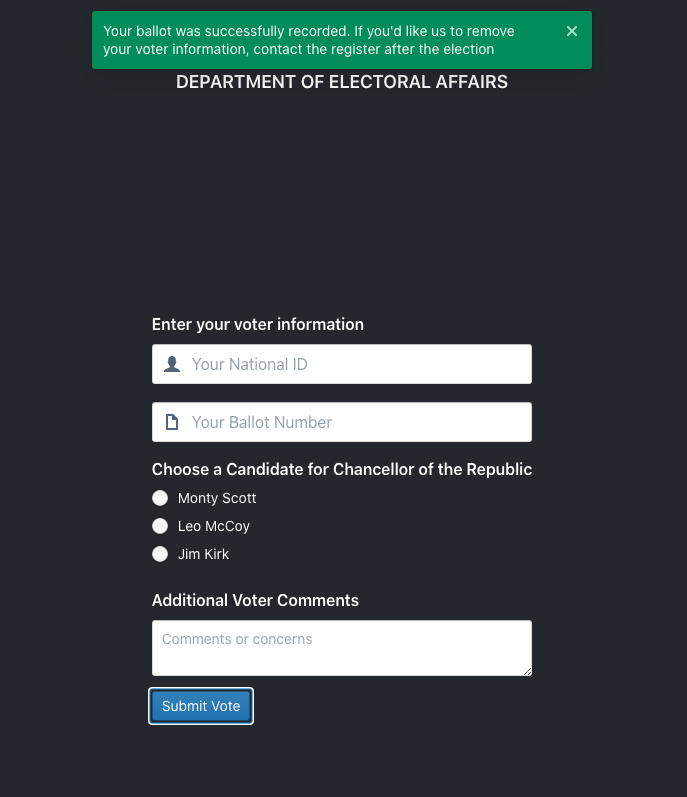 Your ballot was successfully recorded. If you'd like us to remove
your voter information, contact the register after the election
DEPARTMENT OF ELECTORAL AFFAIRS
Enter your voter information
Your National ID
Your Ballot Number
Choose a Candidate for Chancellor of the Republic
Monty Scott
Leo McCoy
Jim Kirk
Additional Voter Comments
Comments or concerns
Submit Vote